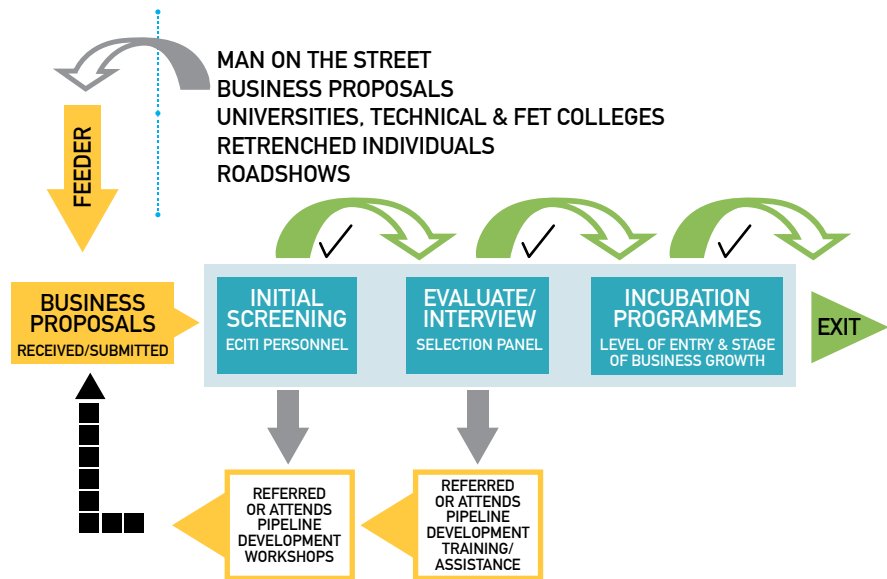 MAN ON THE STREET
BUSINESS PROPOSALS
UNIVERSITIES, TECHNICAL & FET COLLEGES
RETRENCHED INDIVIDUALS
ROADSHOWS
FEEDER
BUSINESS
PROPOSALS
RECEIVED/SUBMITTED
INITIAL
SCREENING
ECITI PERSONNEL
EVALUATE/
INTERVIEW
SELECTION PANEL
INCUBATION
PROGRAMMES
LEVEL OF ENTRY & STAGE
OF BUSINESS GROWTH
EXIT
REFERRED
OR ATTENDS
PIPELINE
DEVELOPMENT
WORKSHOPS
REFERRED
OR ATTENDS
PIPELINE
DEVELOPMENT
TRAINING/
ASSISTANCE